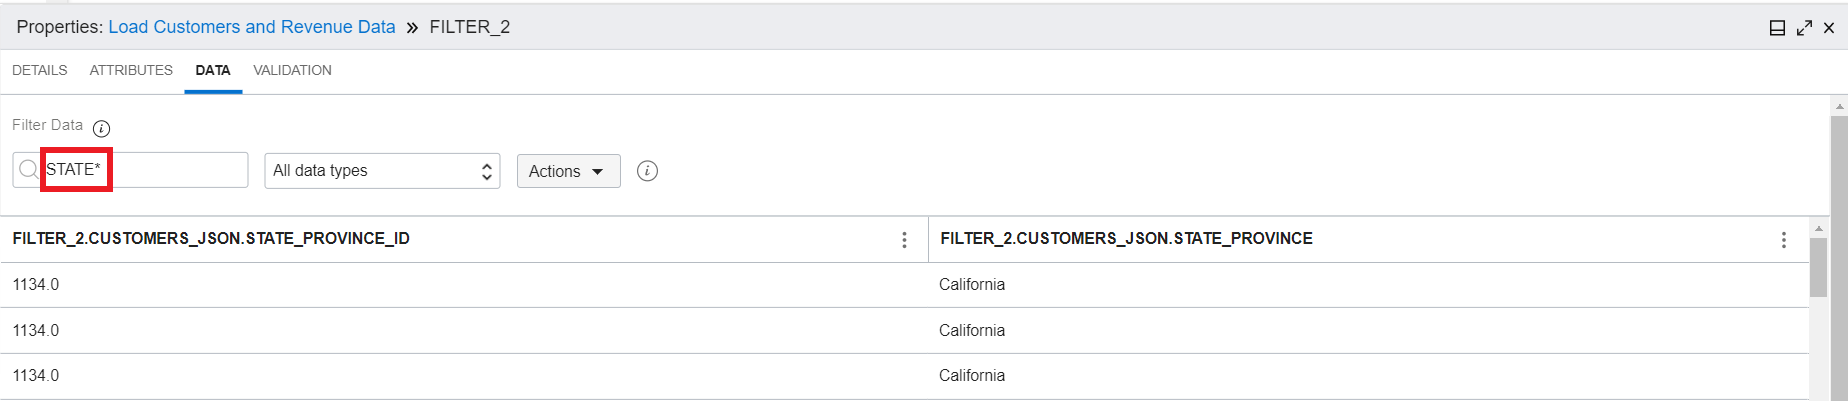 Properties: Load Customers and Revenue Data » FILTER_2
DETAILS ATTRIBUTES DATA VALIDATION
Filter Data i
STATE* All data types Actions i
FILTER_2.CUSTOMERS_JSON.STATE_PROVINCE_ID FILTER_2.CUSTOMERS_JSON.STATE_PROVINCE
1134.0 California
1134.0 California
1134.0 California